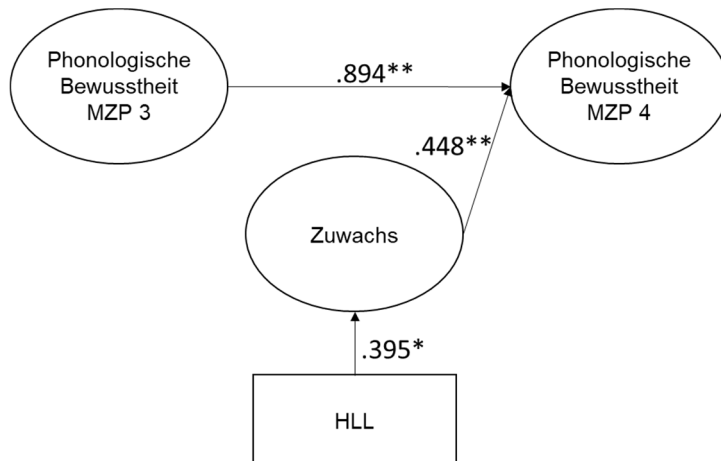 Phonologische
Bewusstheit
MZP 3
.894**
Phonologische
Bewusstheit
MZP 4
.448**
Zuwachs
.395*
HLL